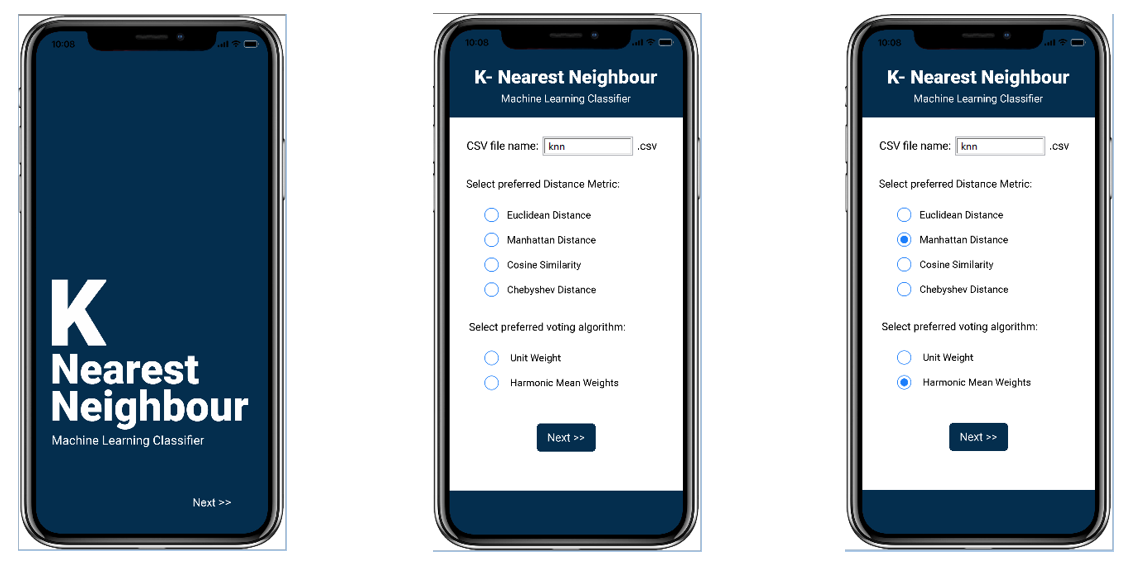 10:08
K
Nearest
Neighbour
Machine Learning Classifier
Next >>
10:08
K- Nearest Neighbour
Machine Learning Classifier
CSV file name: knn .csv
Select preferred Distance Metric:
Euclidean Distance
Manhattan Distance
Cosine Similarity
Chebyshev Distance
Select preferred voting algorithm:
Unit Weight
Harmonic Mean Weights
Next >>
10:08
K- Nearest Neighbour
Machine Learning Classifier
CSV file name: knn .csv
Select preferred Distance Metric:
Euclidean Distance
Manhattan Distance
Cosine Similarity
Chebyshev Distance
Select preferred voting algorithm:
Unit Weight
Harmonic Mean Weights
Next >>